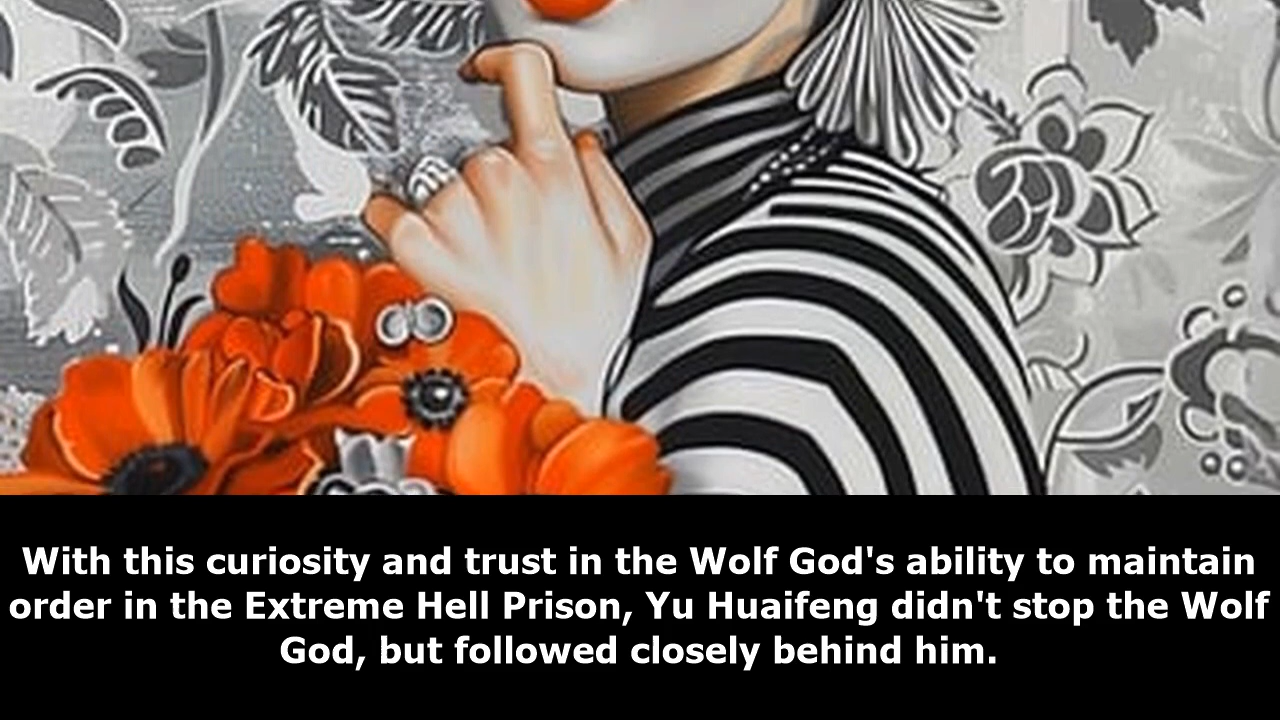 With this curiosity and trust in the Wolf God's ability to maintain
order in the Extreme Hell Prison, Yu Huaifeng didn't stop the Wolf
God, but followed closely behind him.